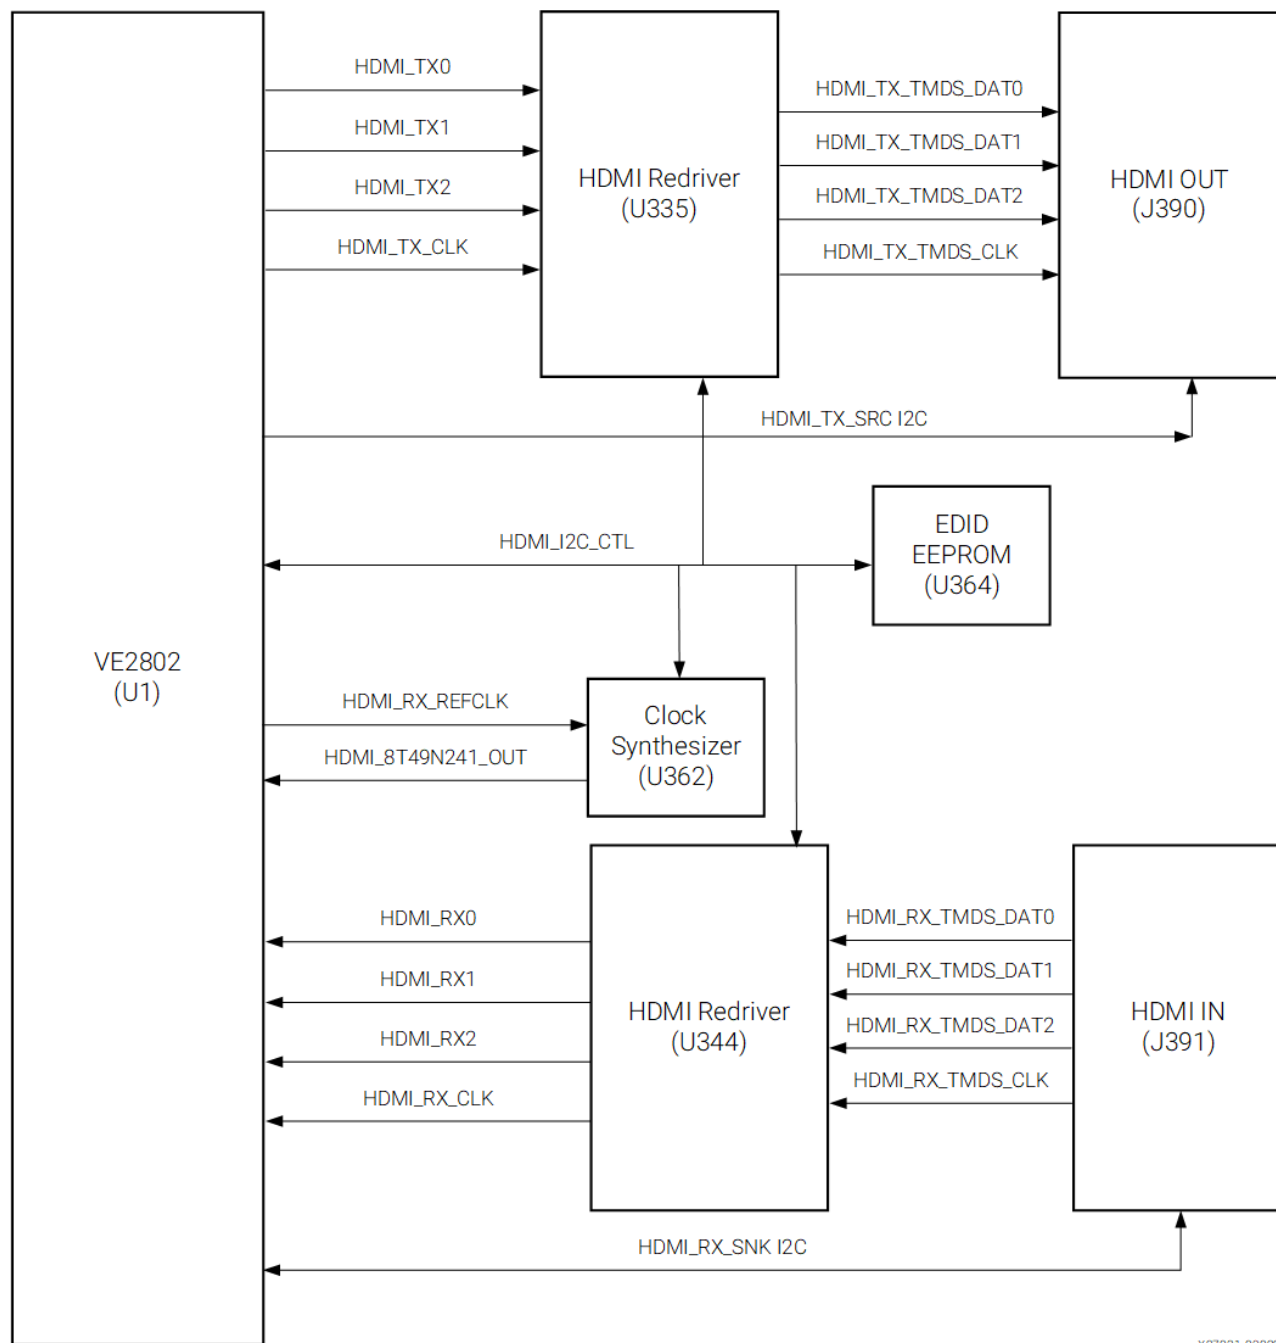 HDMI_TX0
HDMI_TX1
HDMI_TX2
HDMI_TX_CLK
HDMI Redriver
(U335)
HDMI_TX_TMDS_DAT0
HDMI_TX_TMDS_DAT1
HDMI_TX_TMDS_DAT2
HDMI_TX_TMDS_CLK
HDMI OUT
(J390)
HDMI_TX_SRC I2C
HDMI_I2C_CTL
EDID
EEPROM
(U364)
VE2802
(U1)
HDMI_RX_REFCLK
HDMI_8T49N241_OUT
Clock
Synthesizer
(U362)
HDMI_RX0
HDMI_RX1
HDMI_RX2
HDMI_RX_CLK
HDMI Redriver
(U344)
HDMI_RX_TMDS_DAT0
HDMI_RX_TMDS_DAT1
HDMI_RX_TMDS_DAT2
HDMI_RX_TMDS_CLK
HDMI IN
(J391)
HDMI_RX_SNK I2C